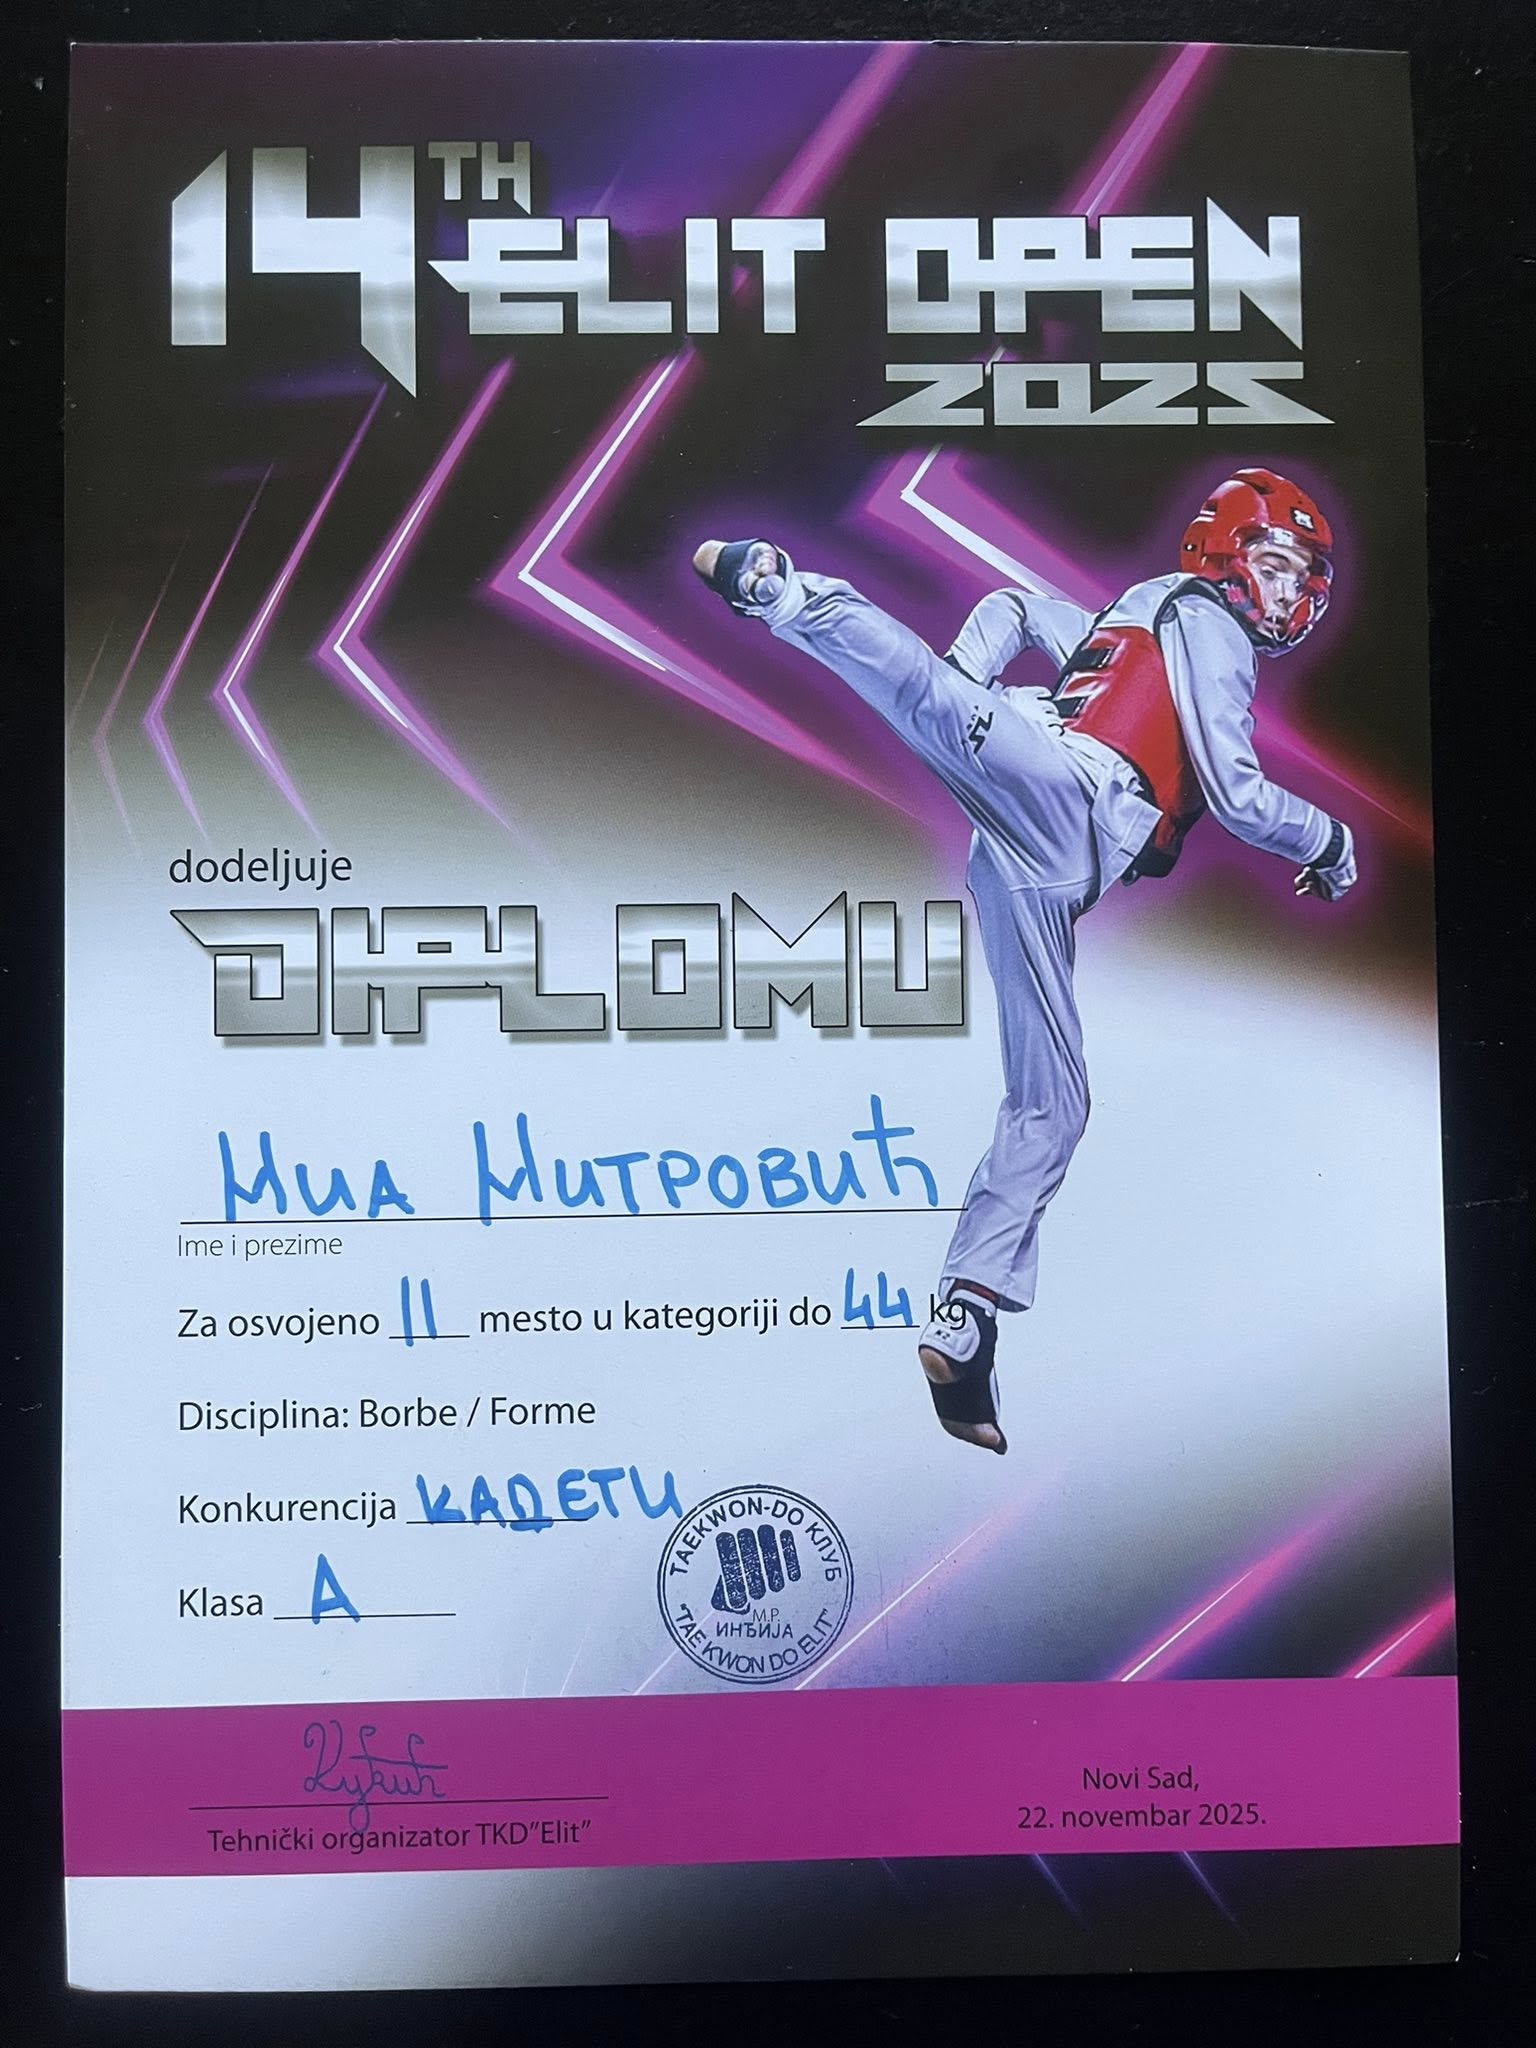 14TH ELIT OPEN
2025
dodeljuje
DIPLOMU
Миа Митровић
Ime i prezime
Za osvojeno II mesto u kategoriji do 44 kg
Disciplina: Borbe / Forme
Konkurencija КАДЕТИ
Klasa А
TAEKWON-DO КЛУБ
M.P.
ИНЂИЈА
"TAE KWON DO ELIT"
Tehnički organizator TKD"Elit"
Novi Sad,
22. novembar 2025.